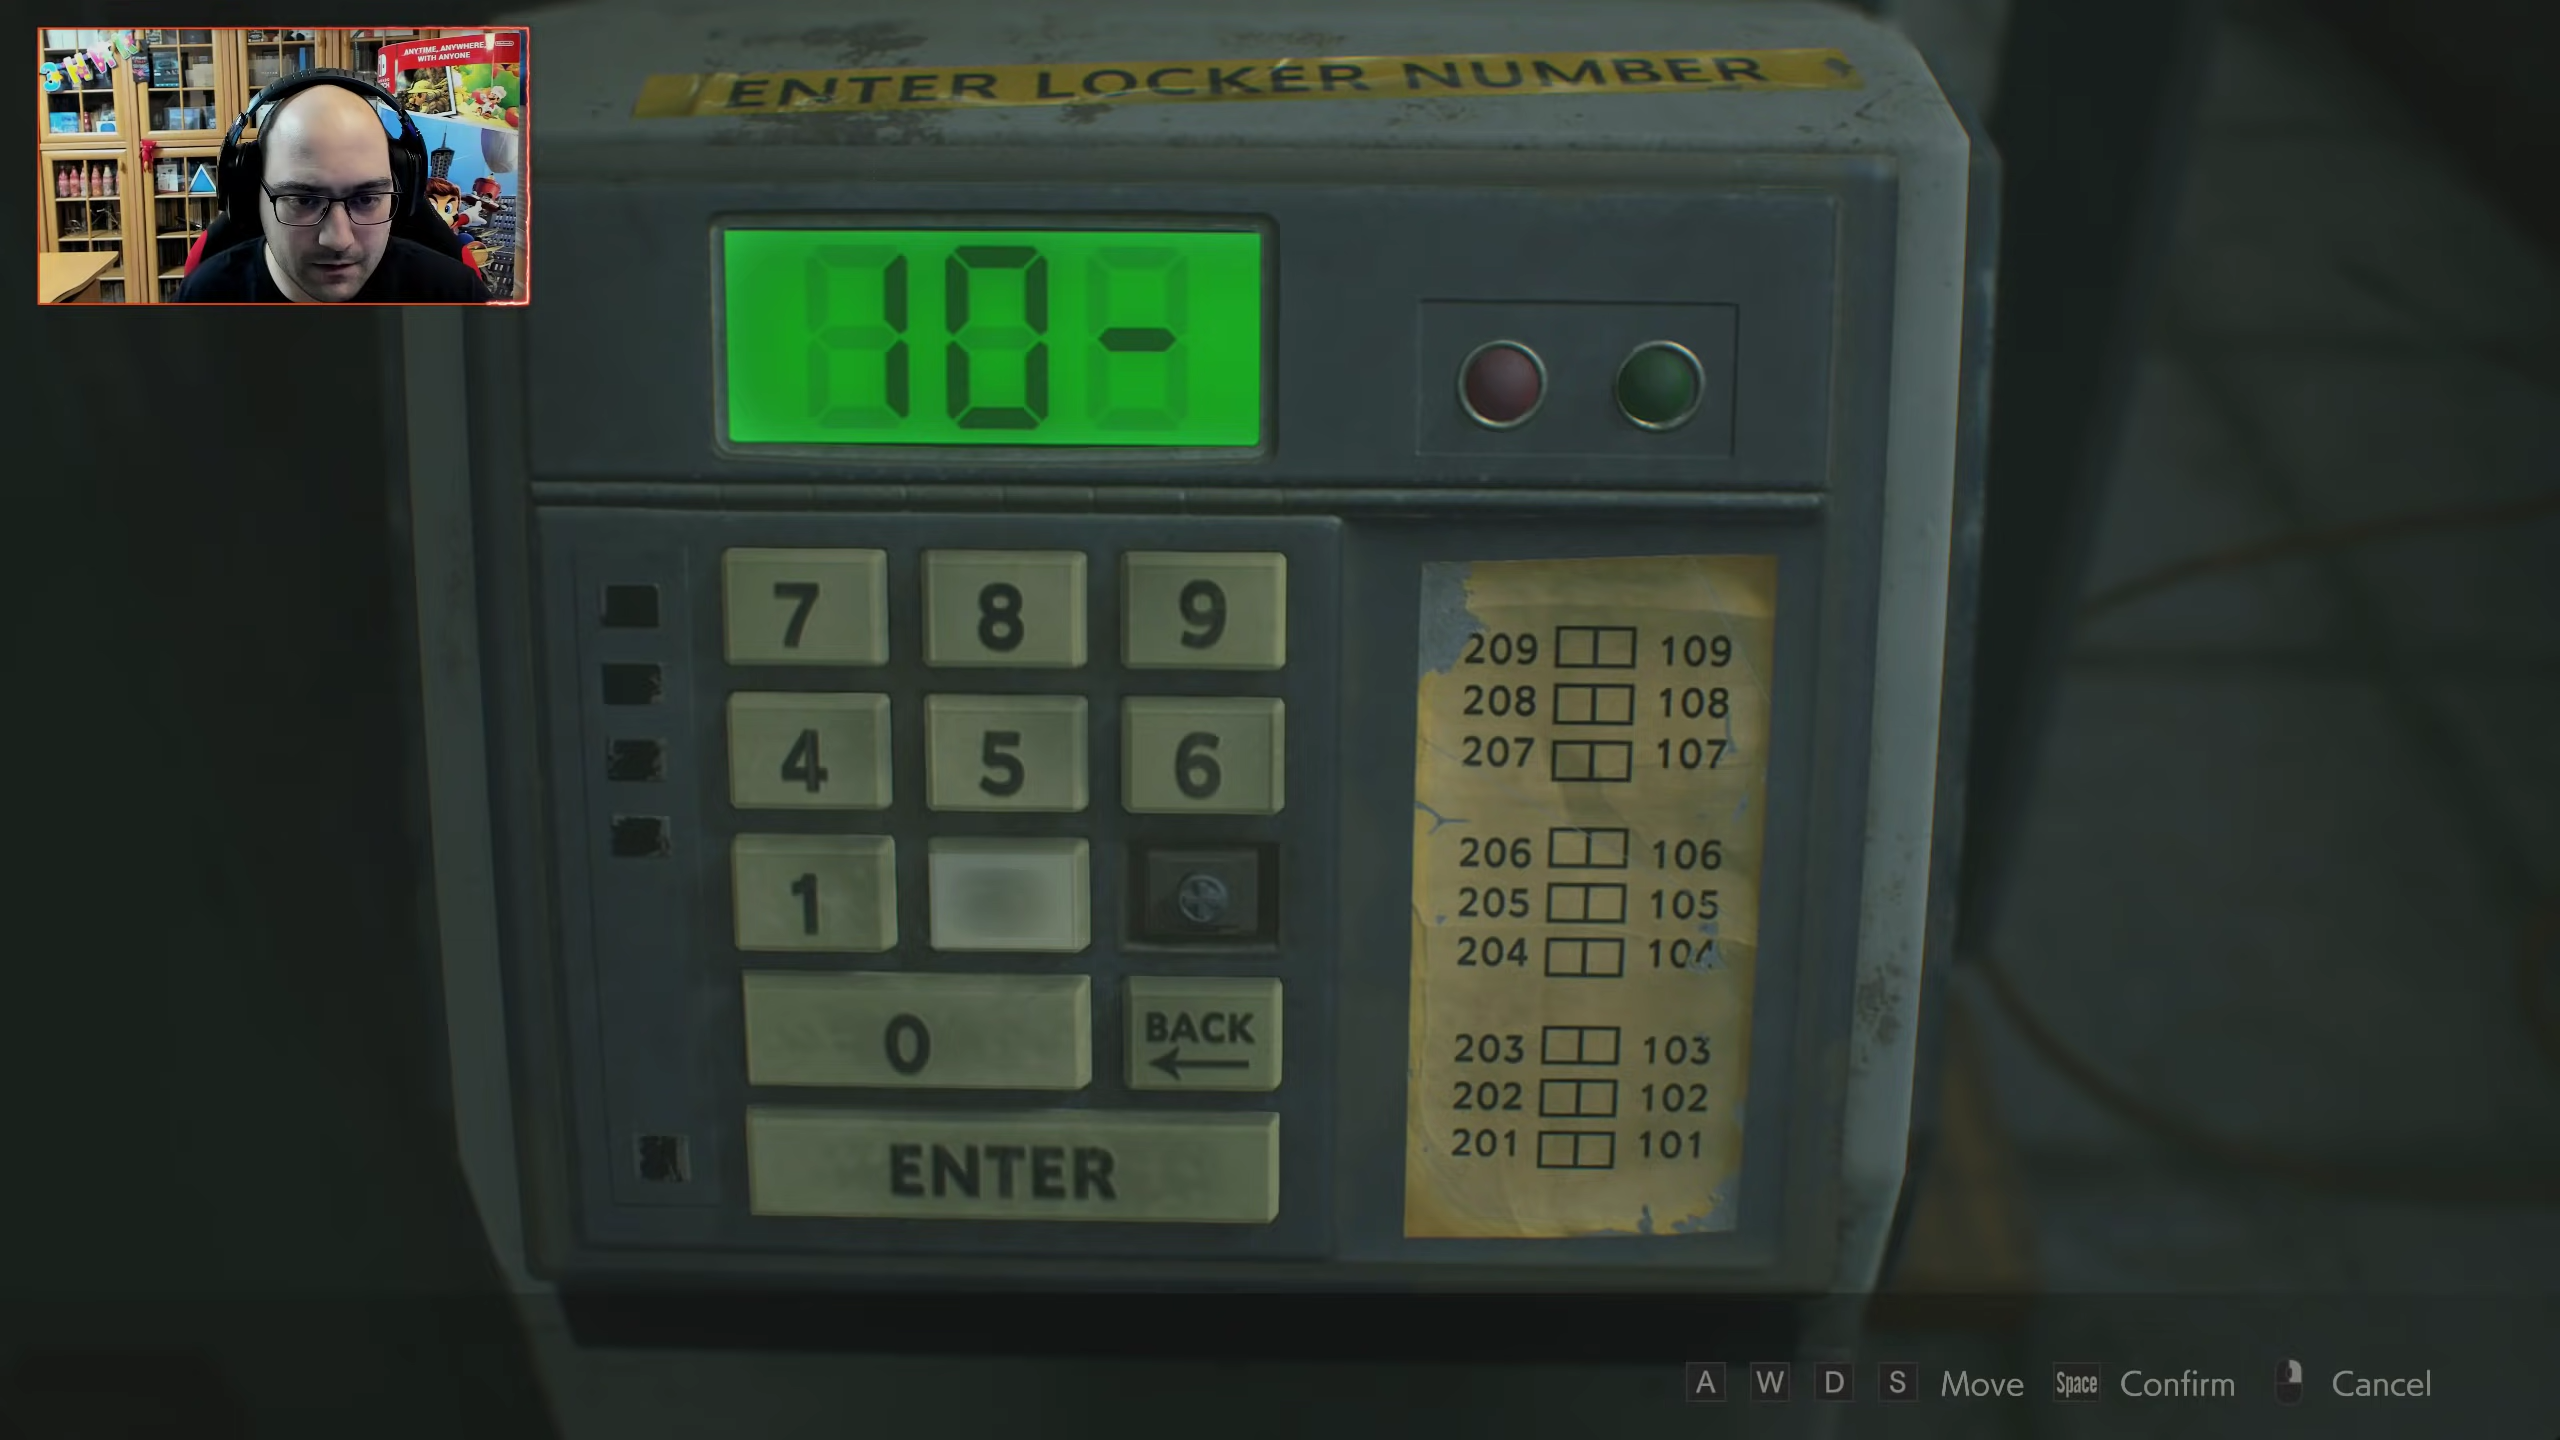 ANYTIME, ANYWHERE,
WITH ANYONE
ENTER LOCKER NUMBER
10-
7 8 9
4 5 6
1
0 BACK
ENTER
209 109
208 108
207 107
206 106
205 105
204 104
203 103
202 102
201 101
A W D S Move Space Confirm Cancel